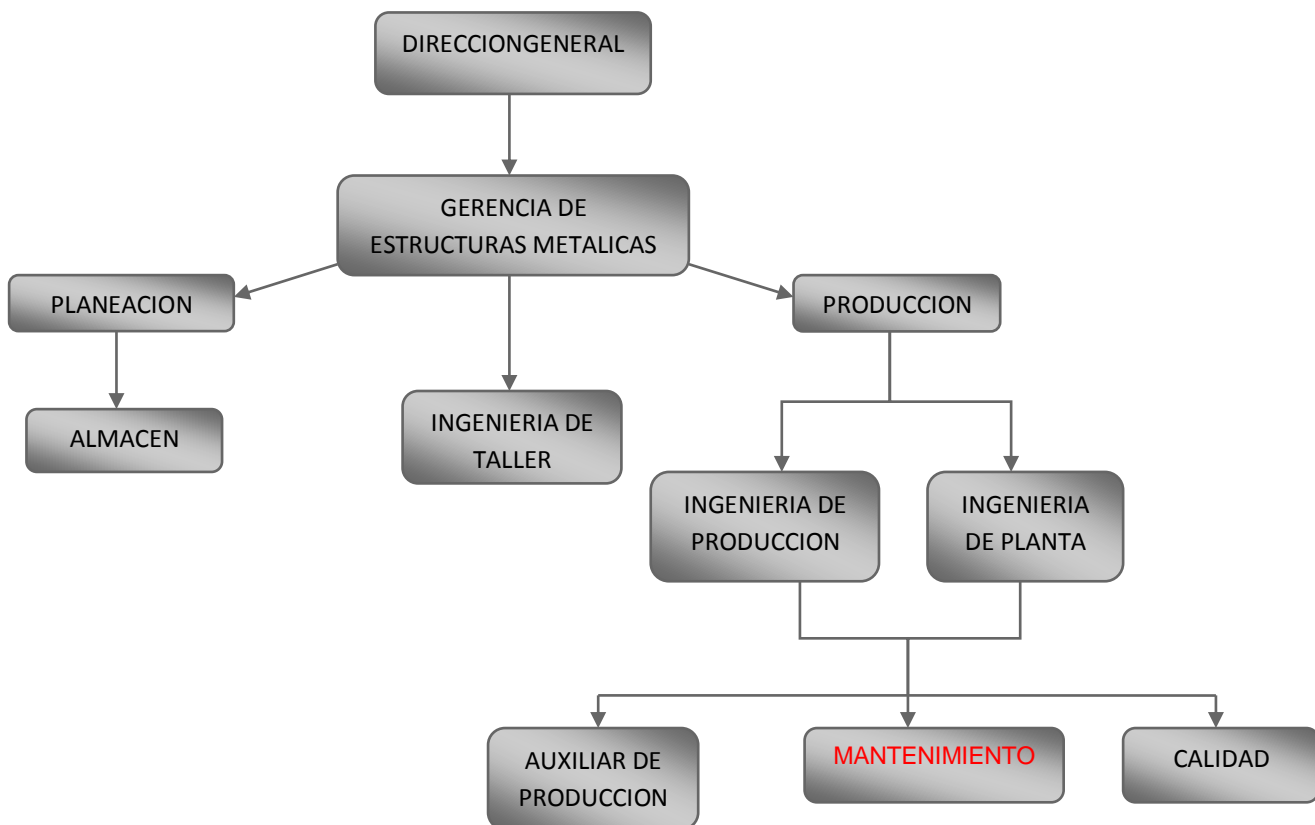 DIRECCIONGENERAL
GERENCIA DE
ESTRUCTURAS METALICAS
PLANEACION
PRODUCCION
ALMACEN
INGENIERIA DE
TALLER
INGENIERIA DE
PRODUCCION
INGENIERIA
DE PLANTA
AUXILIAR DE
PRODUCCION
MANTENIMIENTO
CALIDAD